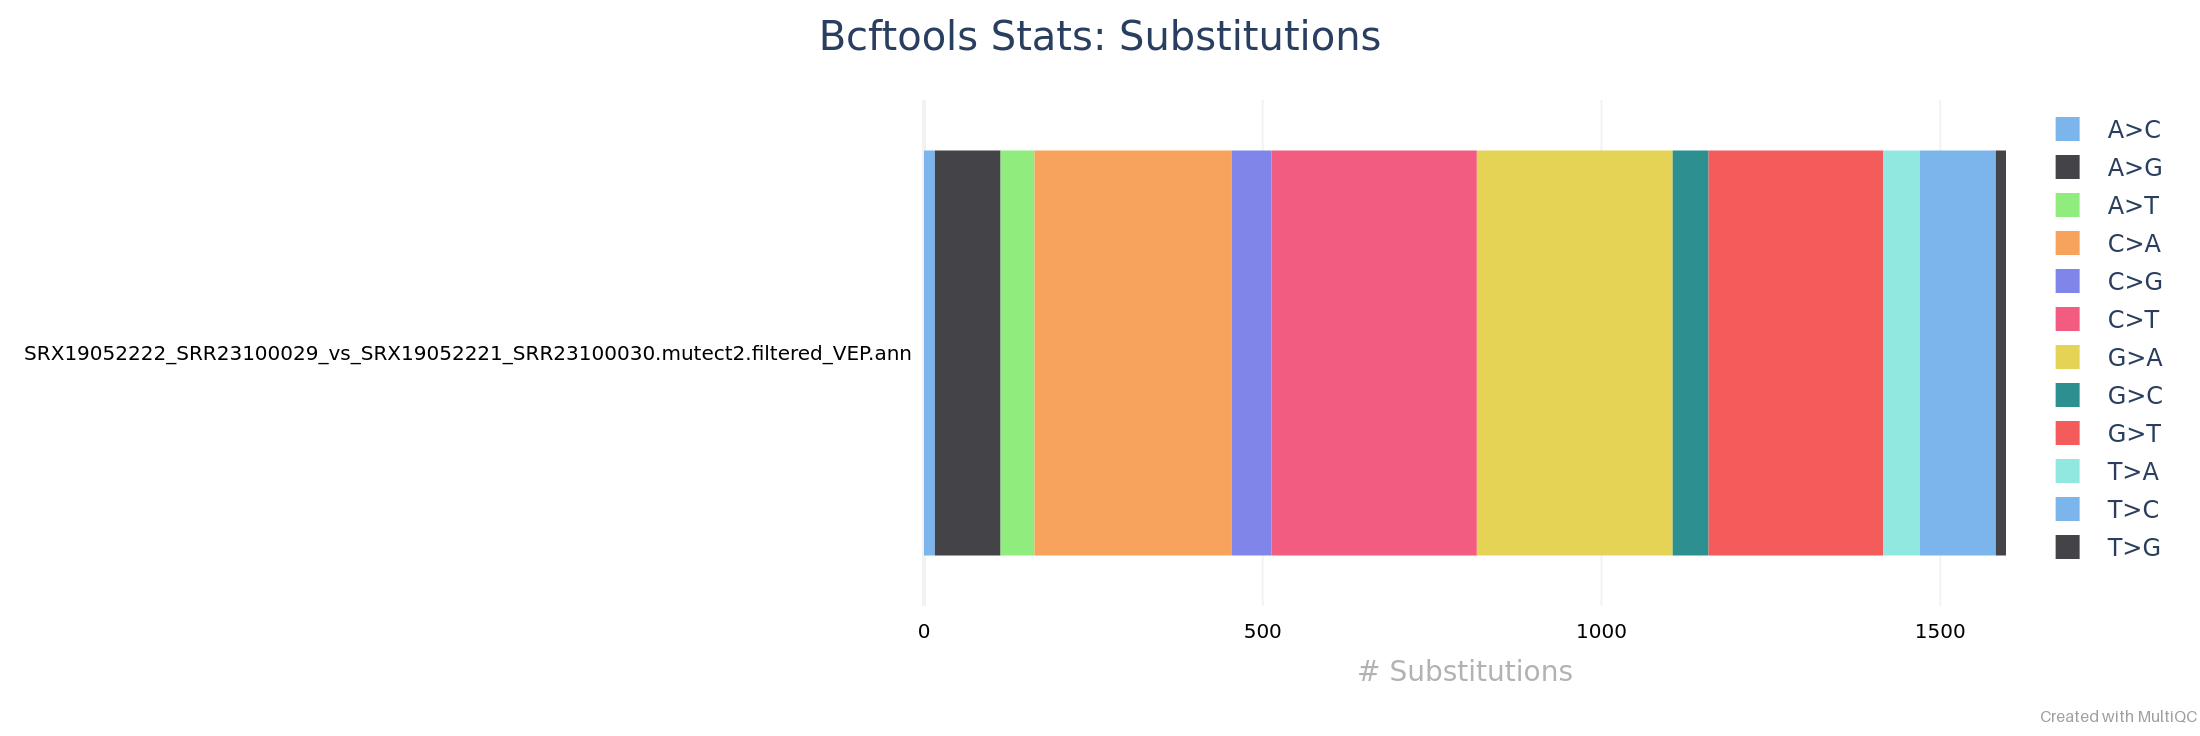 Bcftools Stats: Substitutions
SRX19052222_SRR23100029_vs_SRX19052221_SRR23100030.mutect2.filtered_VEP.ann
A>C
A>G
A>T
C>A
C>G
C>T
G>A
G>C
G>T
T>A
T>C
T>G
0 500 1000 1500
# Substitutions
Created with MultiQC